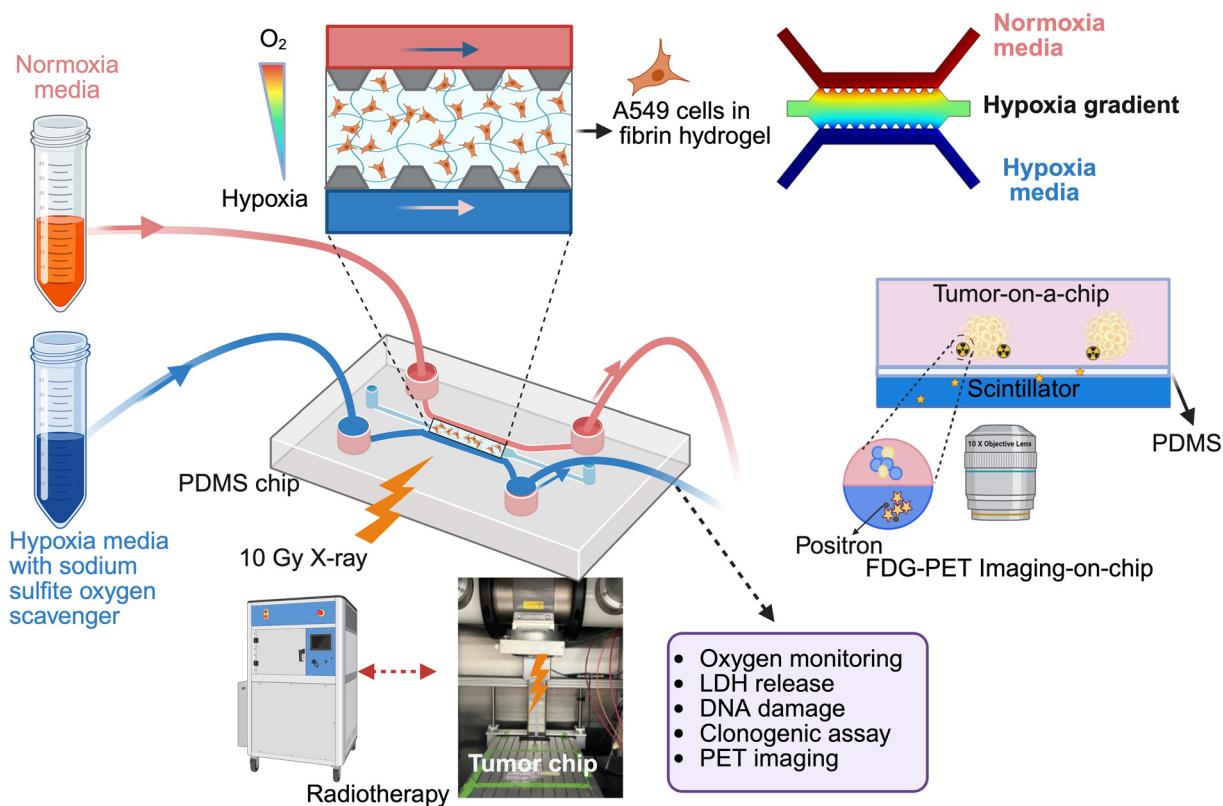 O₂
Hypoxia
Normoxia
media
A549 cells in
fibrin hydrogel
Normoxia
media
Hypoxia gradient
Hypoxia
media
Hypoxia media
with sodium
sulfite oxygen
scavenger
PDMS chip
10 Gy X-ray
Tumor-on-a-chip
Scintillator
PDMS
10 X Objective Lens
Positron
FDG-PET Imaging-on-chip
Tumor chip
Radiotherapy
• Oxygen monitoring
• LDH release
• DNA damage
• Clonogenic assay
• PET imaging